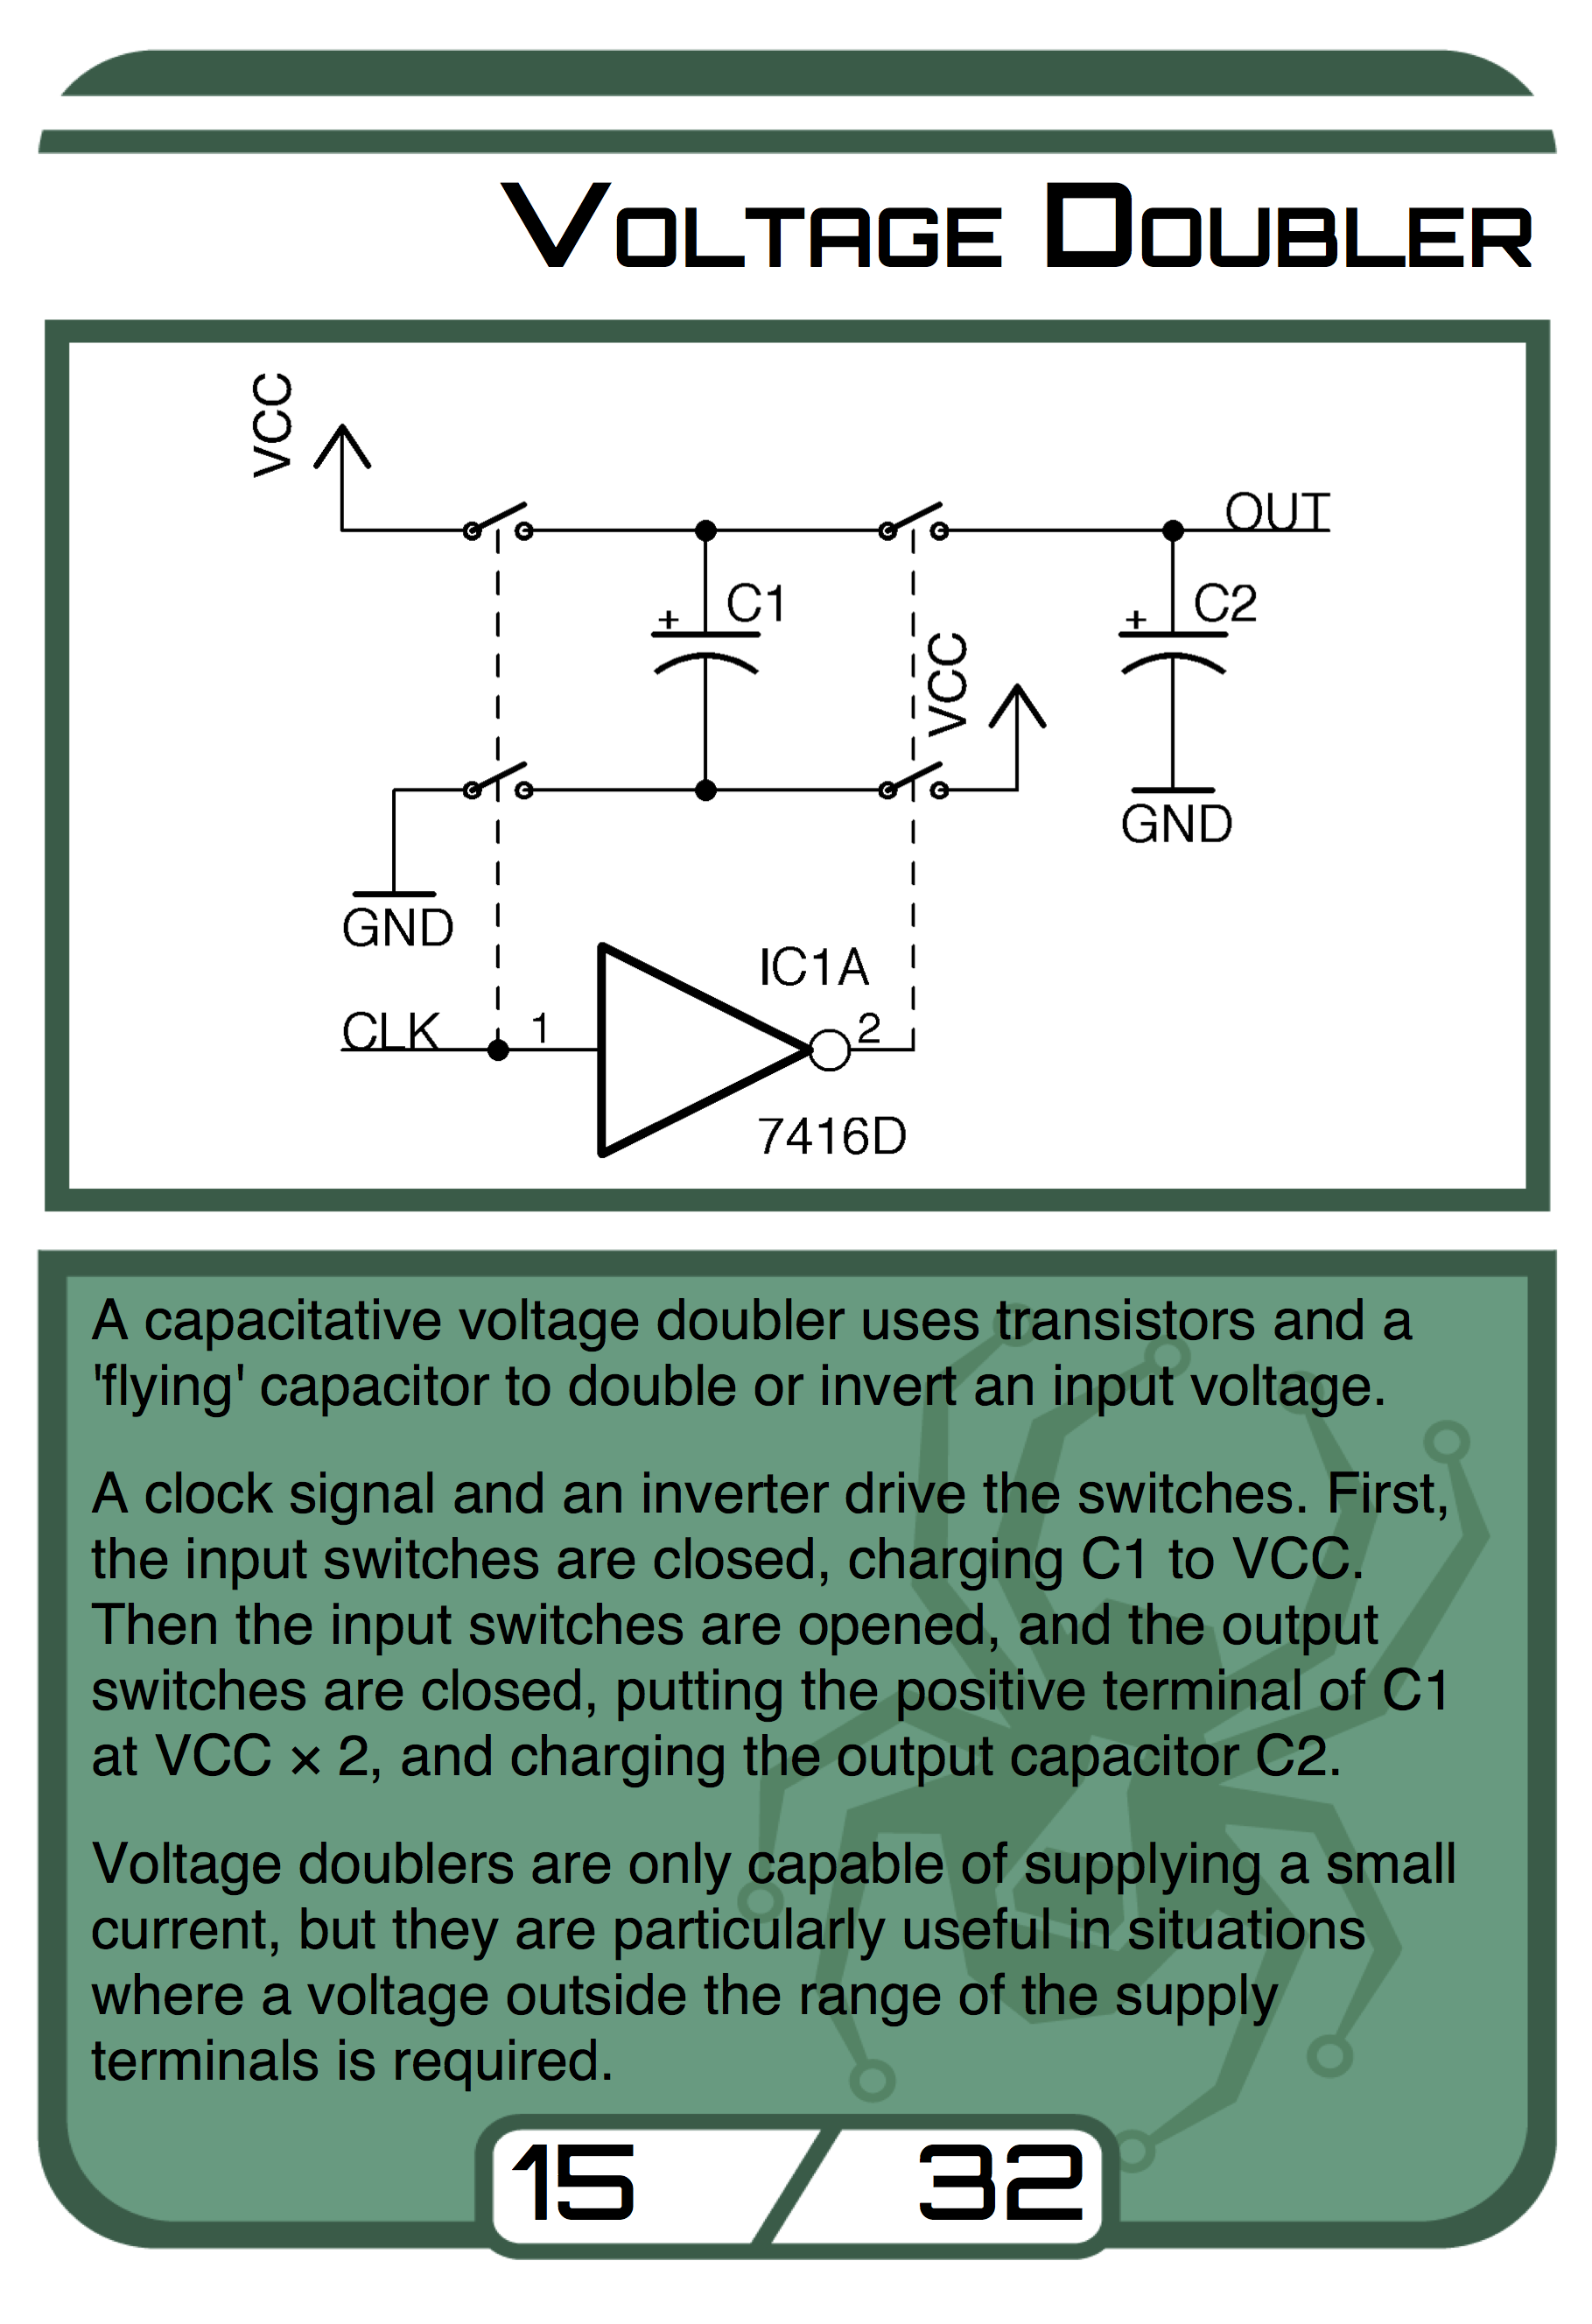 VOLTAGE DOUBLER
VCC
OUT
+ C1
+ C2
VCC
GND
GND
IC1A
CLK 1 2
7416D
A capacitative voltage doubler uses transistors and a
'flying' capacitor to double or invert an input voltage.
A clock signal and an inverter drive the switches. First,
the input switches are closed, charging C1 to VCC.
Then the input switches are opened, and the output
switches are closed, putting the positive terminal of C1
at VCC × 2, and charging the output capacitor C2.
Voltage doublers are only capable of supplying a small
current, but they are particularly useful in situations
where a voltage outside the range of the supply
terminals is required.
15 / 32